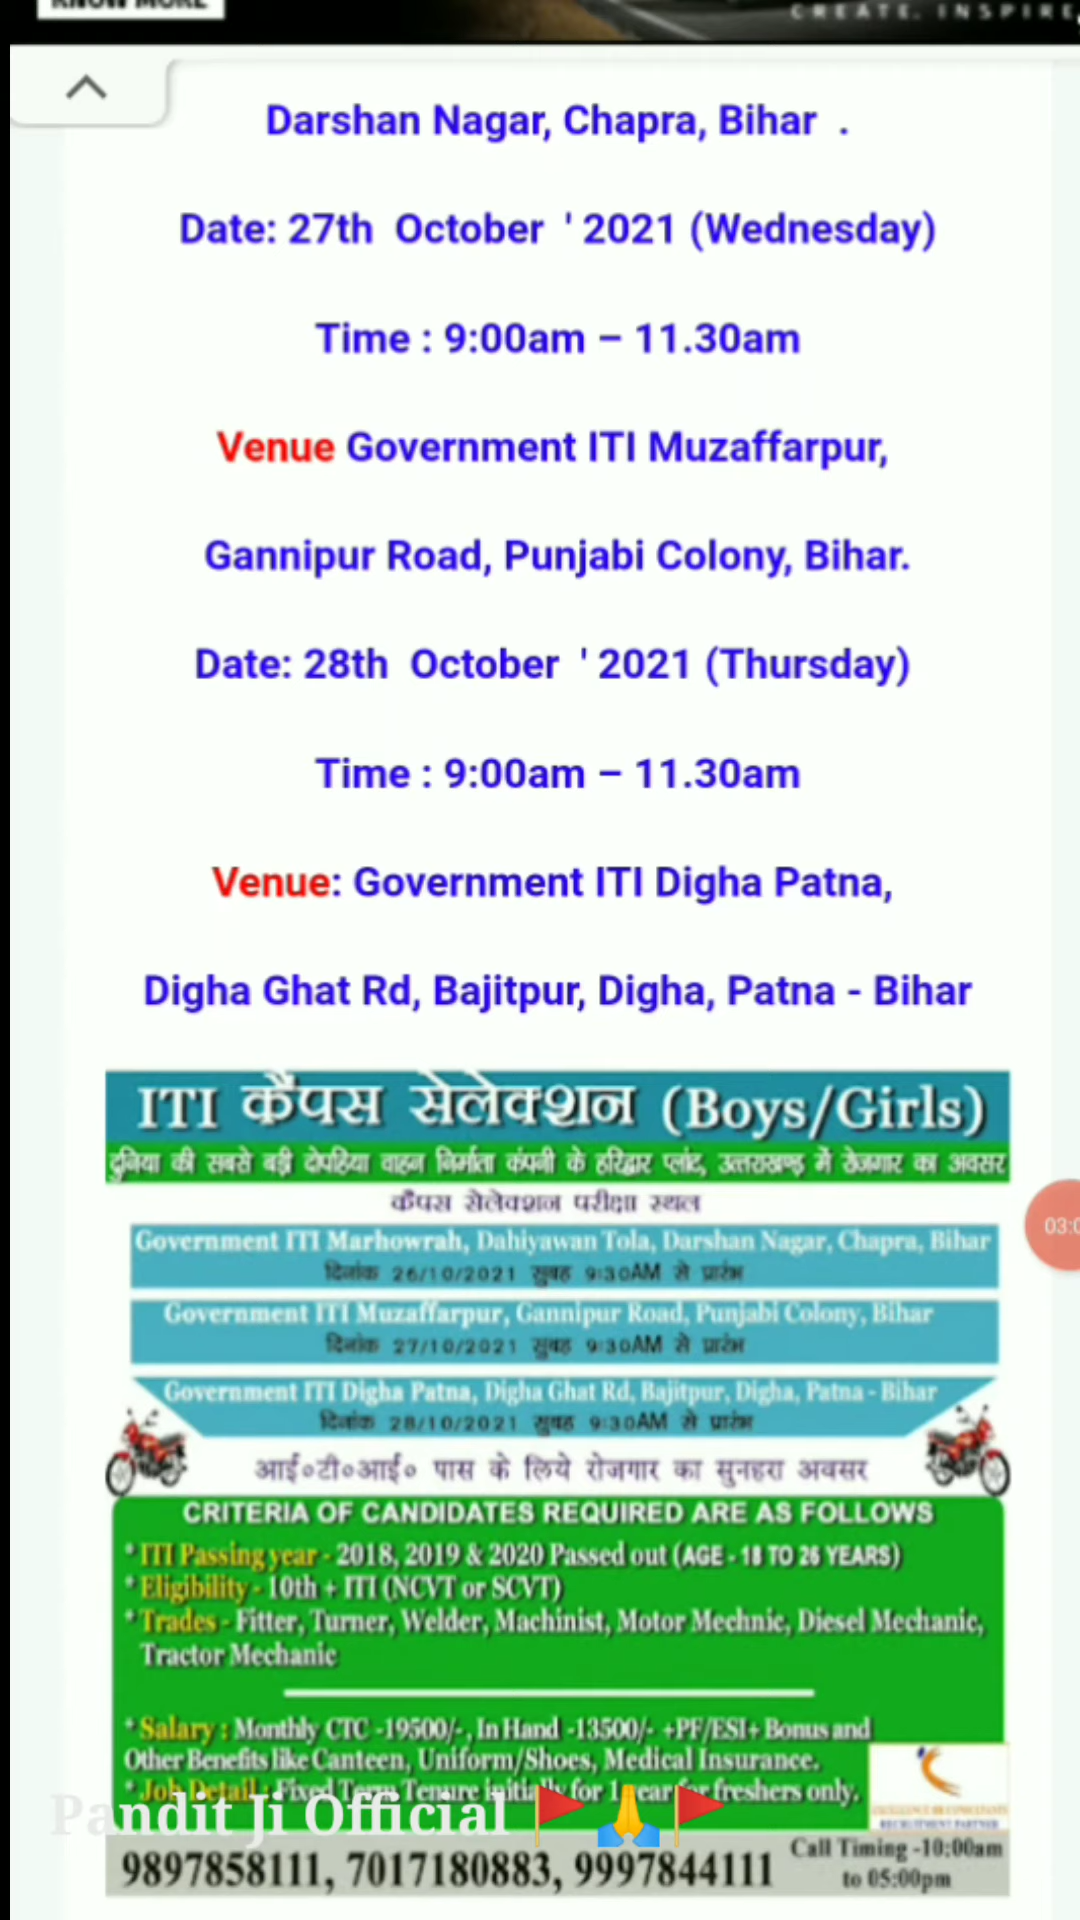 KNOW MORE
CREATE. INSPIRE.
Darshan Nagar, Chapra, Bihar .
Date: 27th October ' 2021 (Wednesday)
Time : 9:00am – 11.30am
Venue Government ITI Muzaffarpur,
Gannipur Road, Punjabi Colony, Bihar.
Date: 28th October ' 2021 (Thursday)
Time : 9:00am – 11.30am
Venue: Government ITI Digha Patna,
Digha Ghat Rd, Bajitpur, Digha, Patna - Bihar
ITI कैंपस सेलेक्शन (Boys/Girls)
दुनिया की सबसे बड़ी दोपहिया वाहन निर्माता कंपनी के हरिद्वार प्लांट, उत्तराखण्ड में रोजगार का अवसर
कैंपस सेलेक्शन परीक्षा स्थल
Government ITI Marhowrah, Dahiyawan Tola, Darshan Nagar, Chapra, Bihar
दिनांक 26/10/2021 सुबह 9:30AM से प्रारंभ
Government ITI Muzaffarpur, Gannipur Road, Punjabi Colony, Bihar
दिनांक 27/10/2021 सुबह 9:30AM से प्रारंभ
Government ITI Digha Patna, Digha Ghat Rd, Bajitpur, Digha, Patna - Bihar
दिनांक 28/10/2021 सुबह 9:30AM से प्रारंभ
आई०टी०आई० पास के लिये रोजगार का सुनहरा अवसर
CRITERIA OF CANDIDATES REQUIRED ARE AS FOLLOWS
* ITI Passing year - 2018, 2019 & 2020 Passed out (AGE - 18 TO 26 YEARS)
* Eligibility - 10th + ITI (NCVT or SCVT)
* Trades - Fitter, Turner, Welder, Machinist, Motor Mechnic, Diesel Mechanic,
Tractor Mechanic
* Salary : Monthly CTC -19500/-, In Hand -13500/- +PF/ESI+ Bonus and
Other Benefits like Canteen, Uniform/Shoes, Medical Insurance.
* Job Detail : Fixed Term Tenure initially for 1 year for freshers only.
Pandit Ji Official 🚩🙏🚩
RECRUITMENT PARTNER
9897858111, 7017180883, 9997844111
Call Timing -10:00am
to 05:00pm